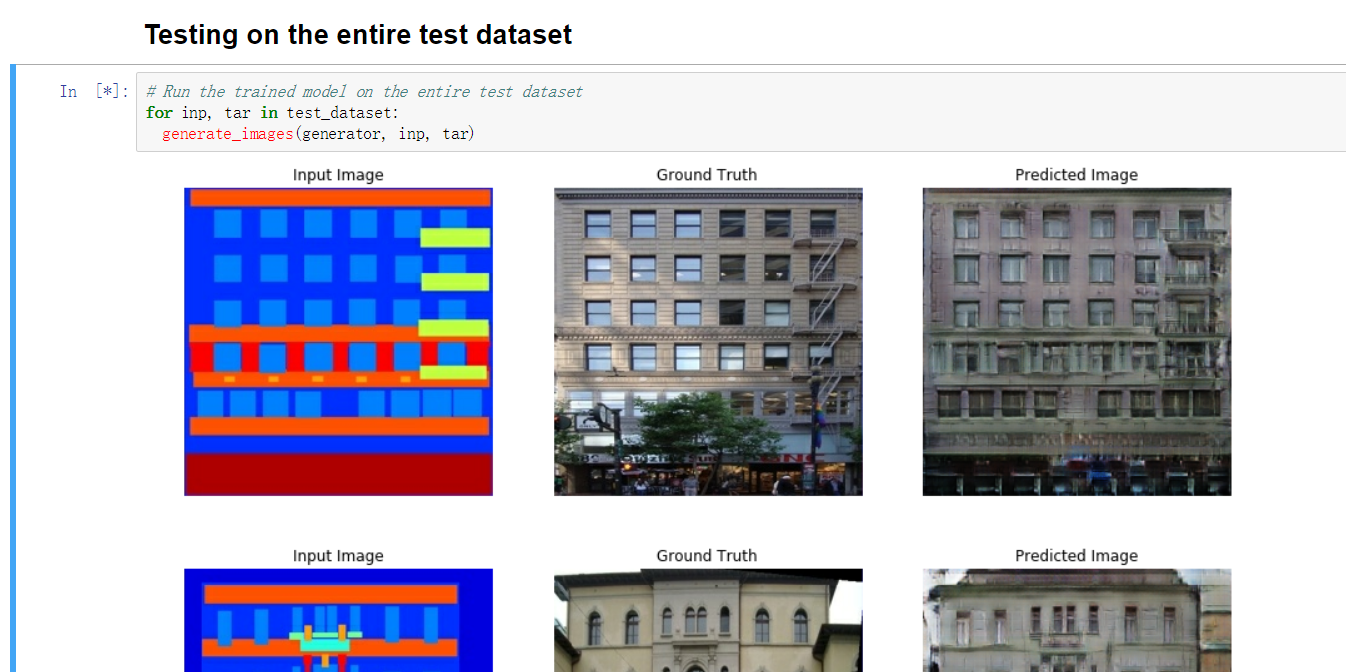 Testing on the entire test dataset
In [*]:
# Run the trained model on the entire test dataset
for inp, tar in test_dataset:
  generate_images(generator, inp, tar)
Input Image
Ground Truth
Predicted Image
Input Image
Ground Truth
Predicted Image